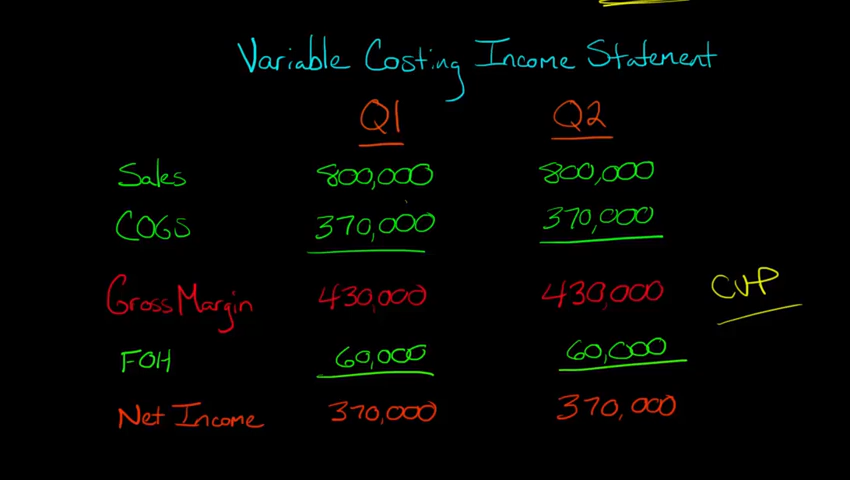 Variable Costing Income Statement
Q1 Q2
Sales 800,000 800,000
COGS 370,000 370,000
Gross Margin 430,000 430,000 CVP
FOH 60,000 60,000
Net Income 370,000 370,000